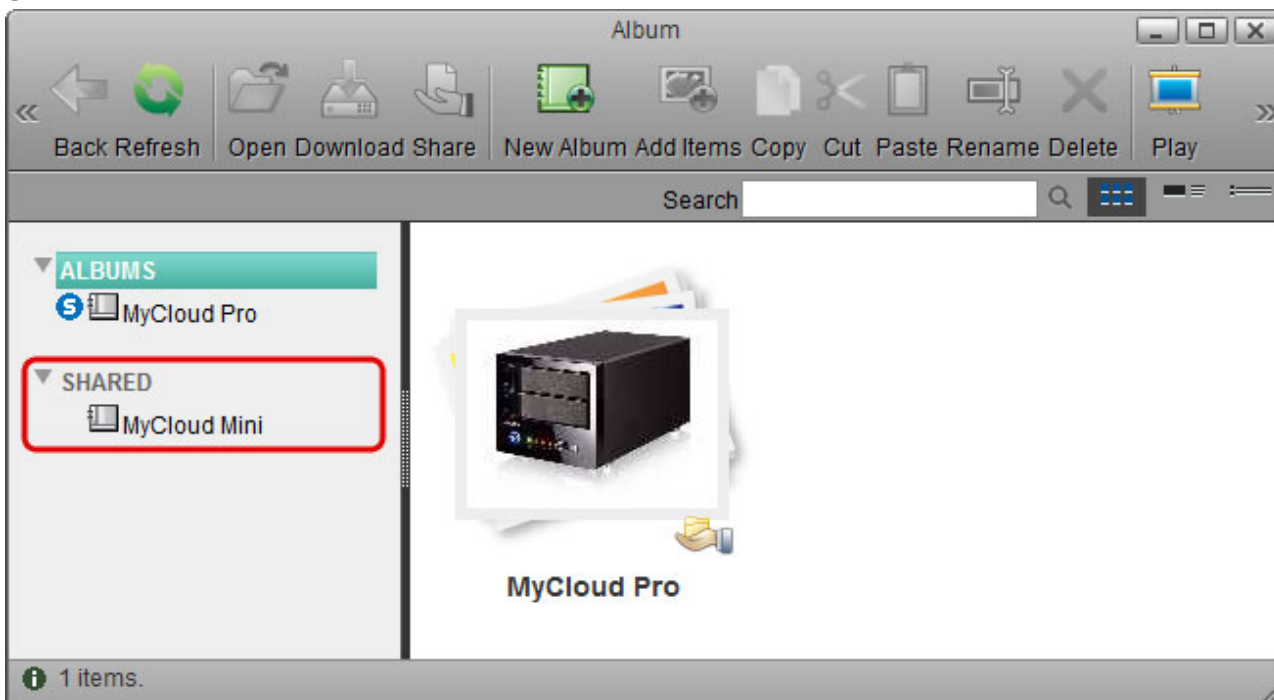 Album
Back Refresh Open Download Share New Album Add Items Copy Cut Paste Rename Delete Play
Search
ALBUMS
MyCloud Pro
SHARED
MyCloud Mini
MyCloud Pro
1 items.